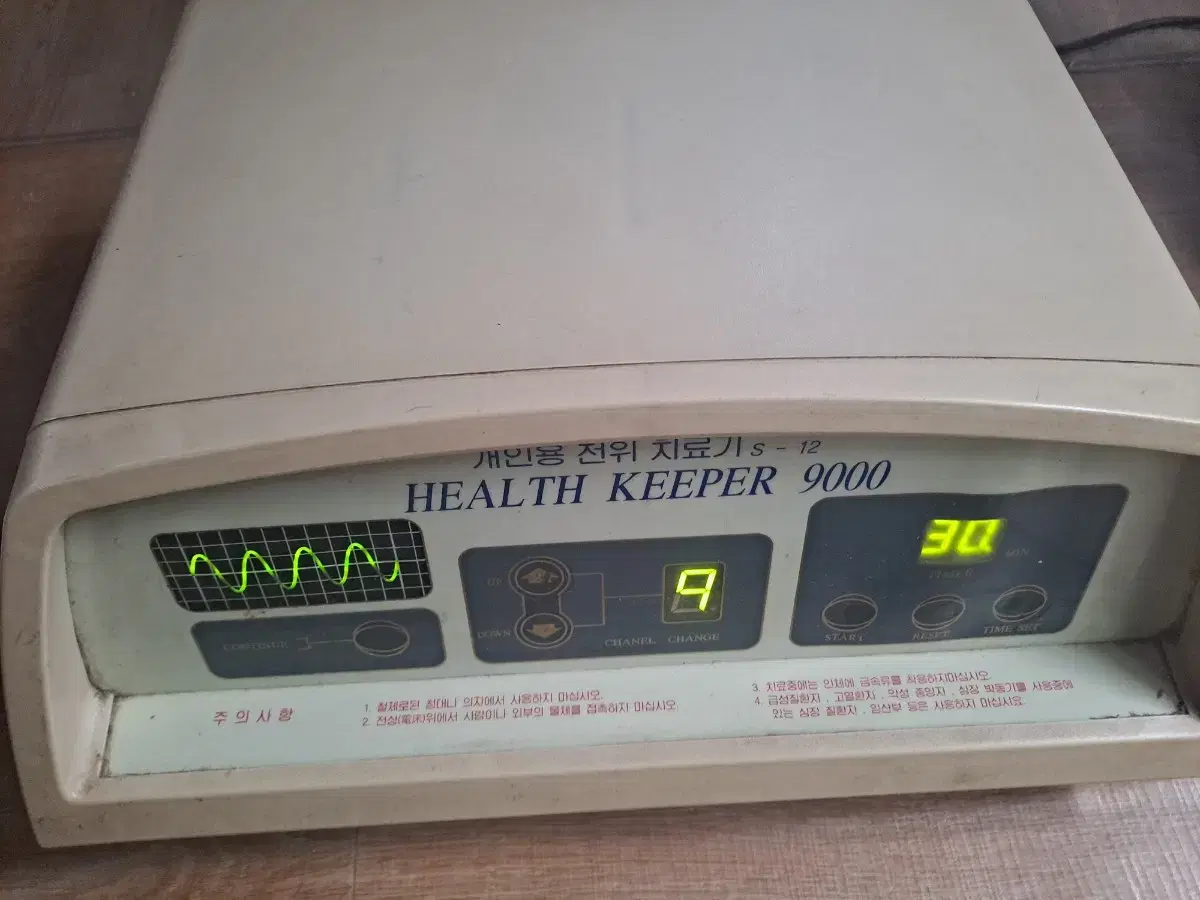 개인용 전위 치료기 S - 12
HEALTH KEEPER 9000
CONTINUE
UP
DOWN
9
CHANEL CHANGE
30
MIN
TIMER
START
RESET
TIME SET
주의사항
1. 철제로된 침대나 의자에서 사용하지 마십시오.
2. 전상(電床)위에서 사람이나 외부의 물체를 접촉하지 마십시오
3. 치료중에는 인체에 금속류를 착용하지마십시오.
4. 급성질환자 , 고열환자 , 악성 종양자 , 심장 박동기를 사용중에
있는 심장 질환자 , 임산부 등은 사용하지 마십시요.